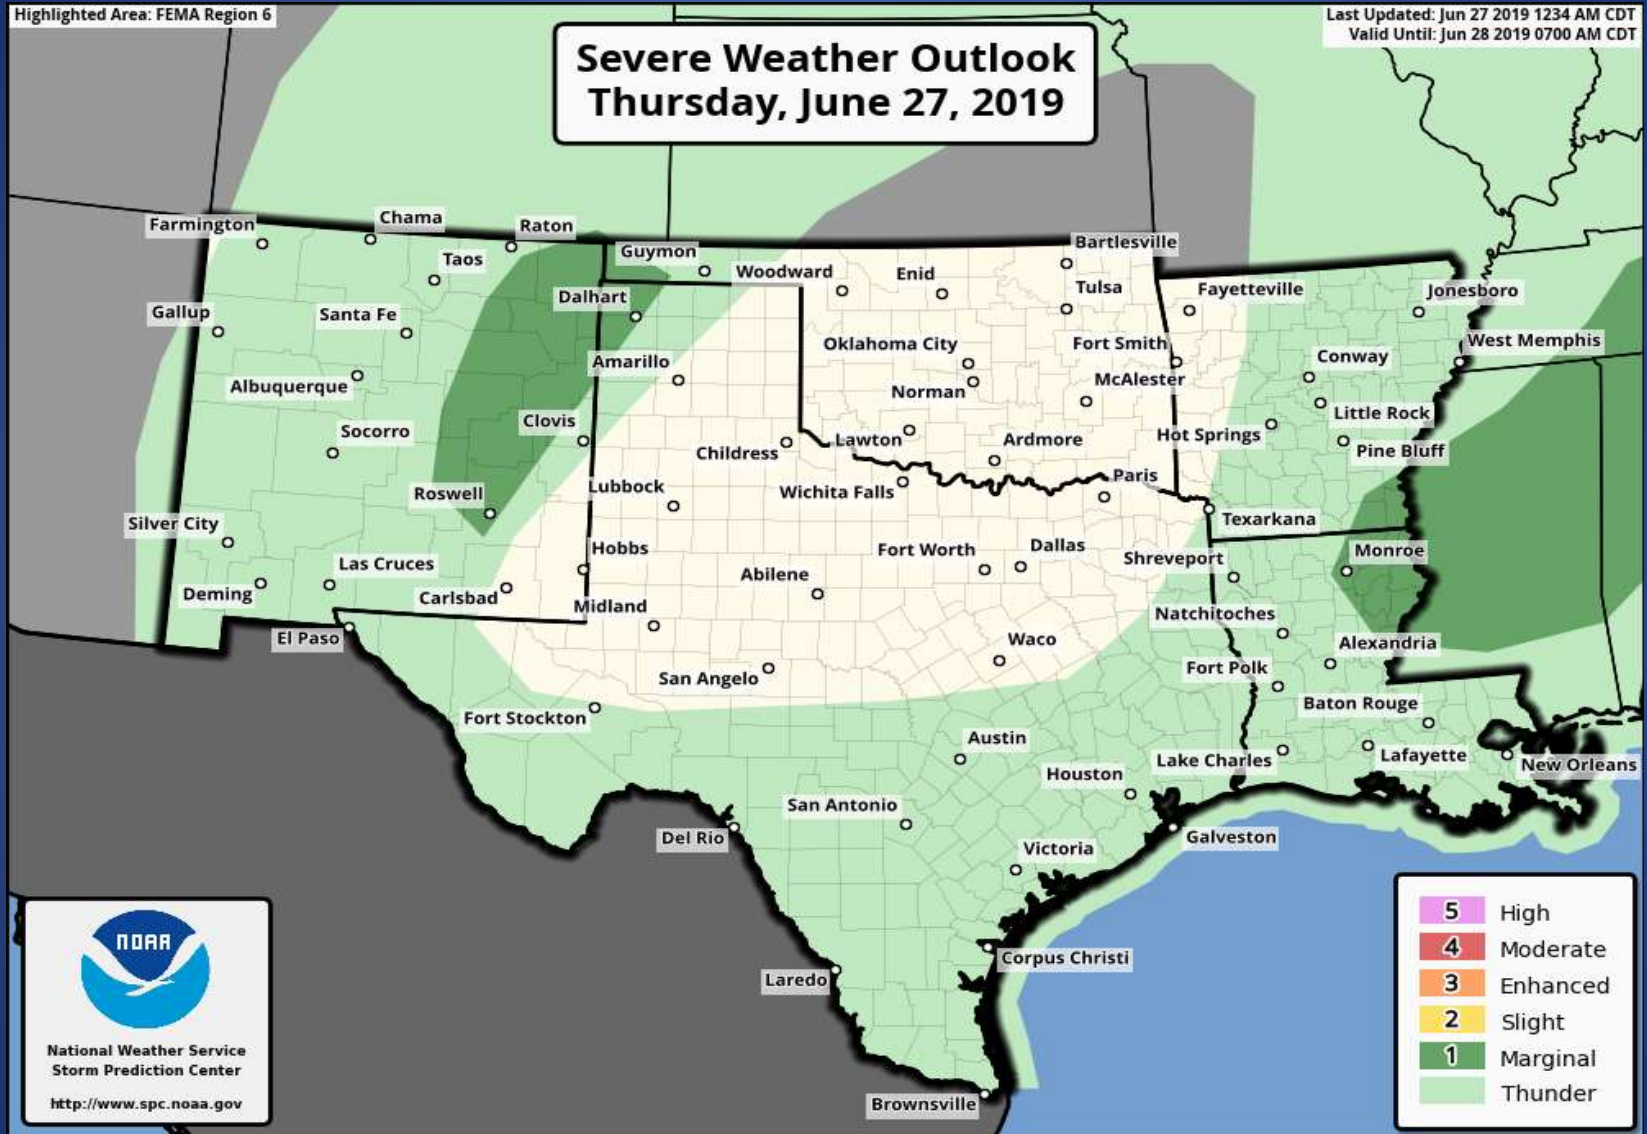 Highlighted Area: FEMA Region 6
Last Updated: Jun 27 2019 1234 AM CDT
Valid Until: Jun 28 2019 0700 AM CDT
Severe Weather Outlook
Thursday, June 27, 2019
Farmington
Chama
Raton
Taos
Guymon
Woodward
Enid
Bartlesville
Tulsa
Fayetteville
Jonesboro
Dalhart
Gallup
Santa Fe
Oklahoma City
Fort Smith
West Memphis
Conway
Amarillo
Albuquerque
Norman
McAlester
Little Rock
Clovis
Socorro
Childress
Lawton
Ardmore
Hot Springs
Pine Bluff
Roswell
Lubbock
Wichita Falls
Paris
Silver City
Texarkana
Hobbs
Fort Worth
Dallas
Shreveport
Monroe
Las Cruces
Deming
Carlsbad
Abilene
Midland
Natchitoches
El Paso
Waco
Alexandria
San Angelo
Fort Polk
Baton Rouge
Fort Stockton
Austin
Lake Charles
Lafayette
New Orleans
Houston
San Antonio
Del Rio
Galveston
Victoria
Corpus Christi
Laredo
Brownsville
NOAA
National Weather Service
Storm Prediction Center
http://www.spc.noaa.gov
5 High
4 Moderate
3 Enhanced
2 Slight
1 Marginal
Thunder